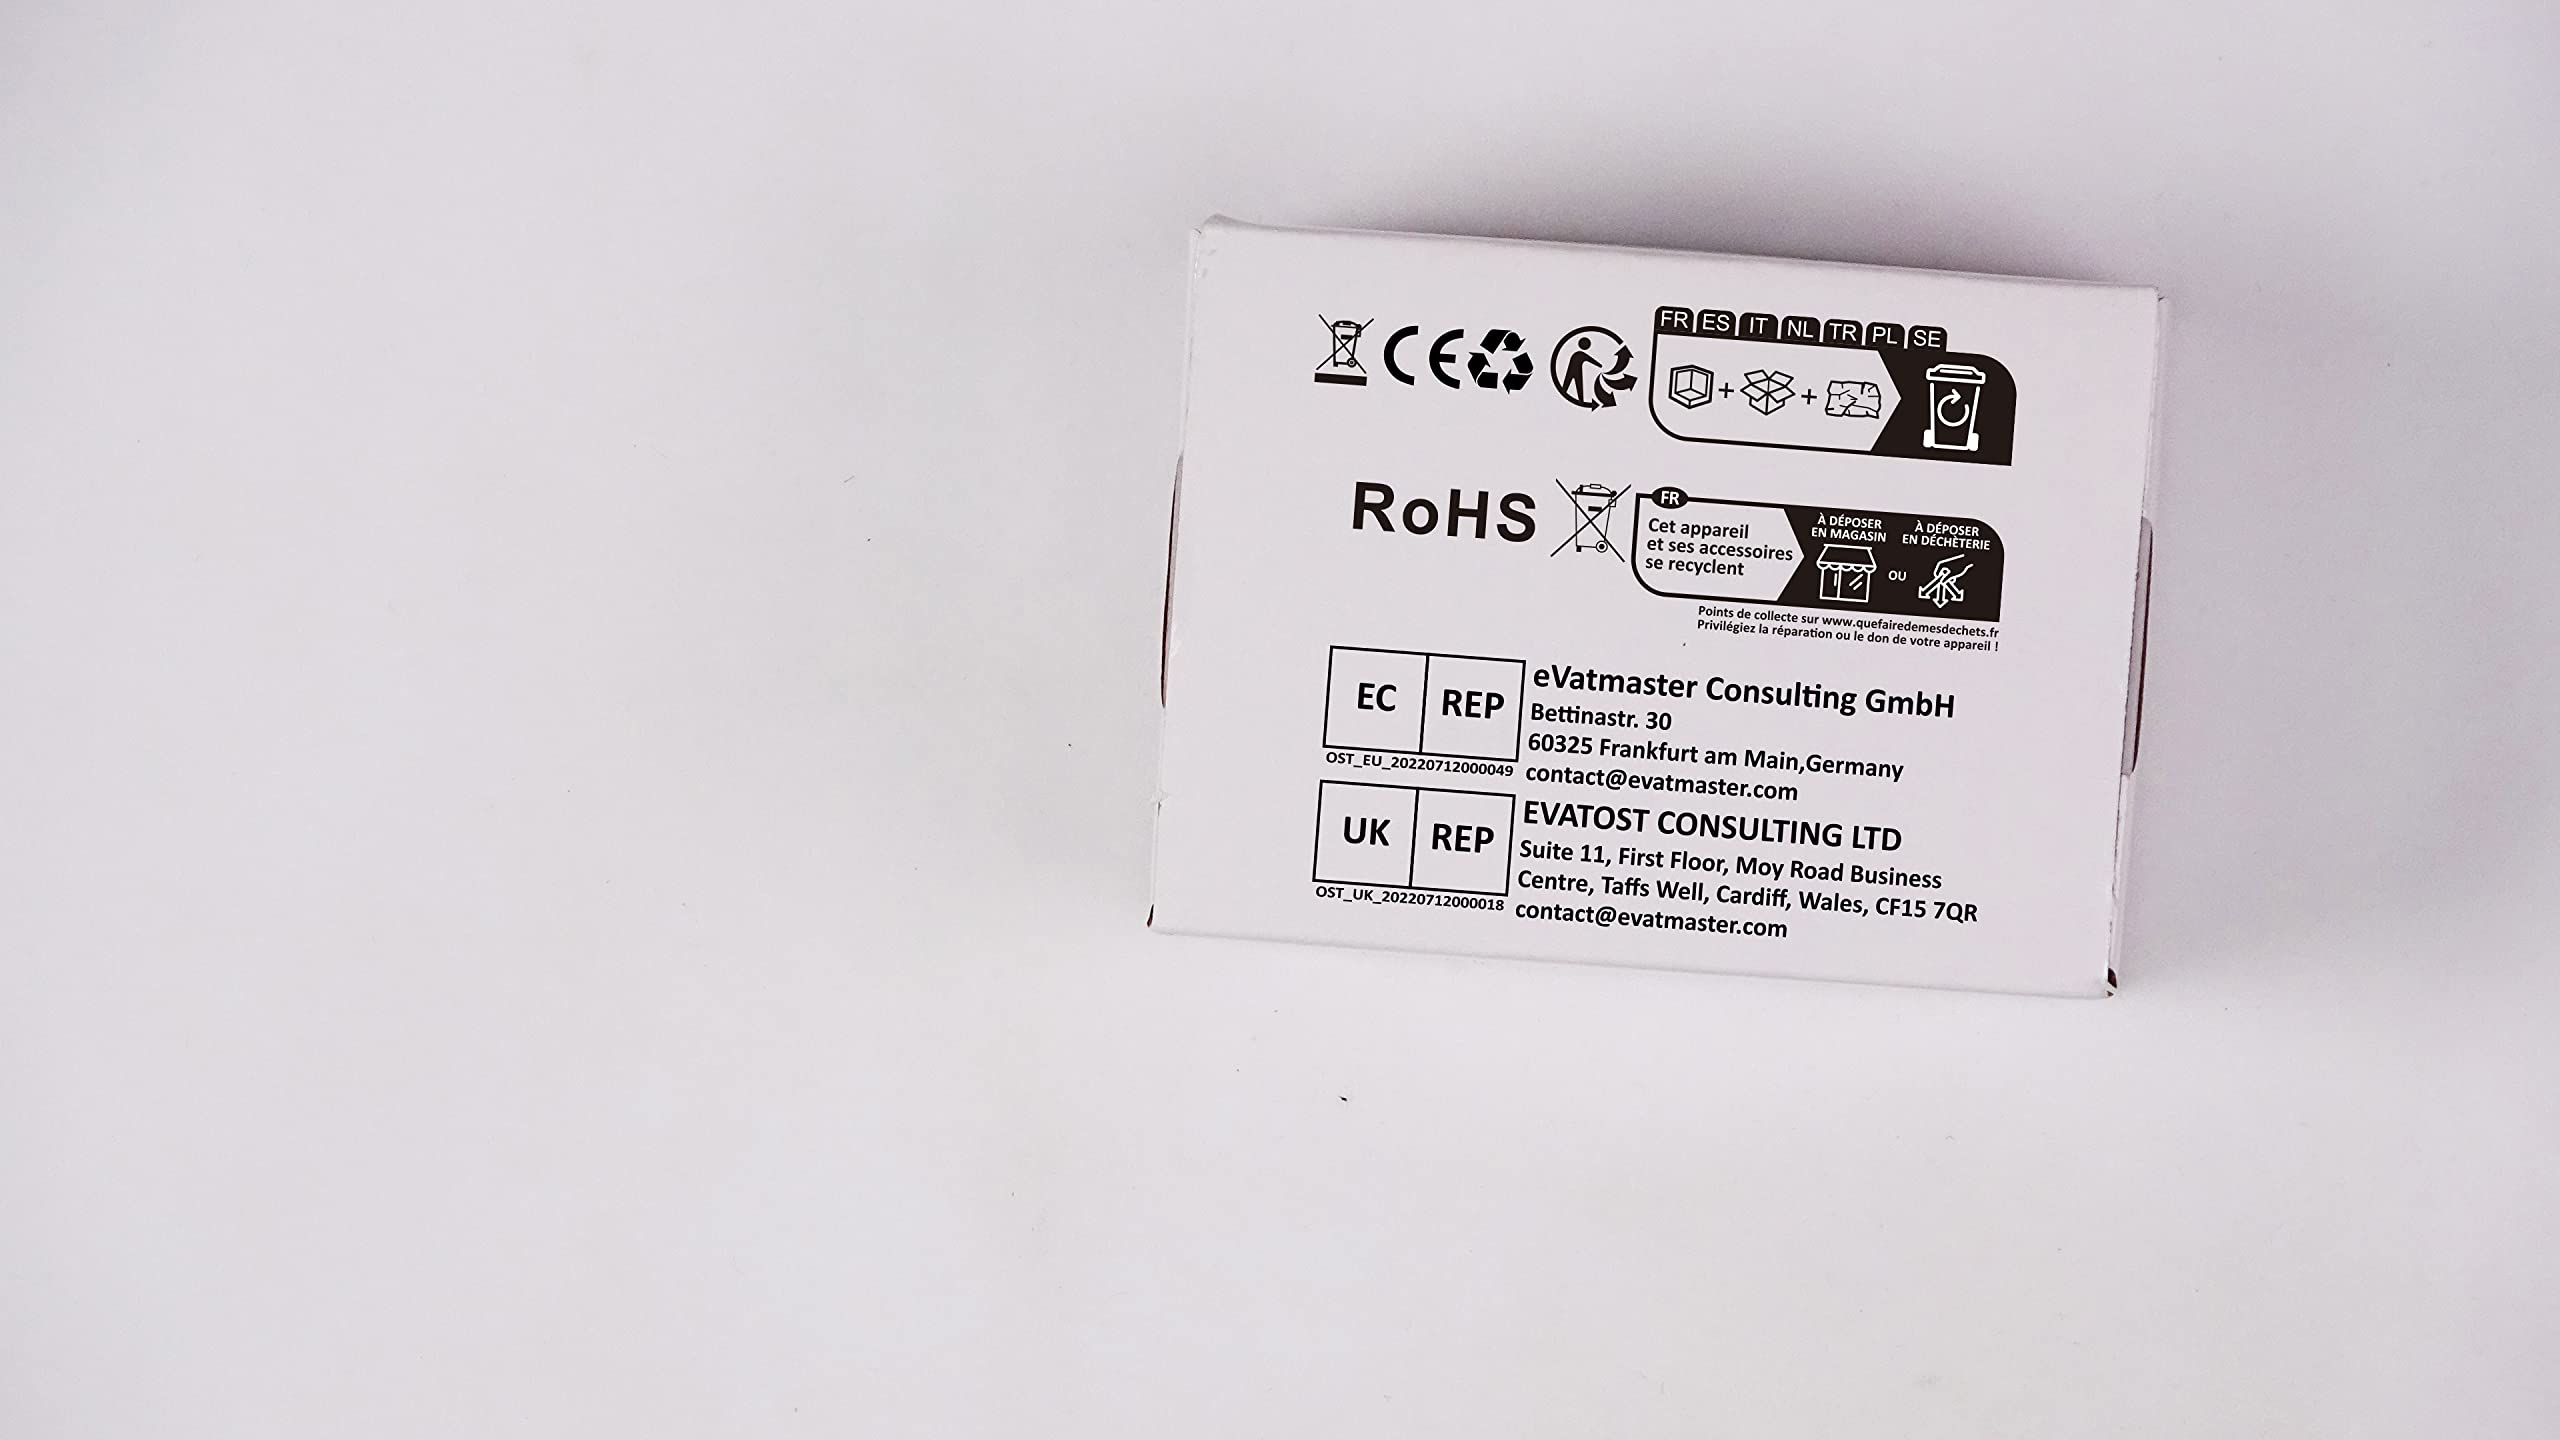 FR ES IT NL TR PL SE
CE
+ +
RoHS
FR
Cet appareil
et ses accessoires
se recyclent
À DÉPOSER
EN MAGASIN
OU
À DÉPOSER
EN DÉCHÈTERIE
Points de collecte sur www.quefairedemesdechets.fr
Privilégiez la réparation ou le don de votre appareil !
EC REP
OST_EU_20220712000049
eVatmaster Consulting GmbH
Bettinastr. 30
60325 Frankfurt am Main,Germany
contact@evatmaster.com
UK REP
OST_UK_20220712000018
EVATOST CONSULTING LTD
Suite 11, First Floor, Moy Road Business
Centre, Taffs Well, Cardiff, Wales, CF15 7QR
contact@evatmaster.com